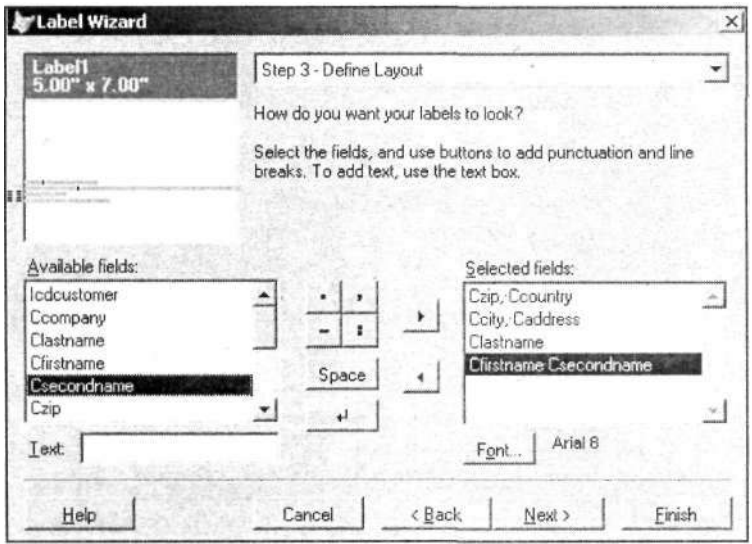 Label Wizard
Label1
5.00" x 7.00"
Step 3 - Define Layout
How do you want your labels to look?
Select the fields, and use buttons to add punctuation and line
breaks. To add text, use the text box.
Available fields:
Icdcustomer
Ccompany
Clastname
Cfirstname
Csecondname
Czip
. ,
- :
Space
Selected fields:
Czip, Ccountry
Ccity, Caddress
Clastname
Cfirstname Csecondname
Text:
Font... Arial 8
Help Cancel < Back Next > Finish